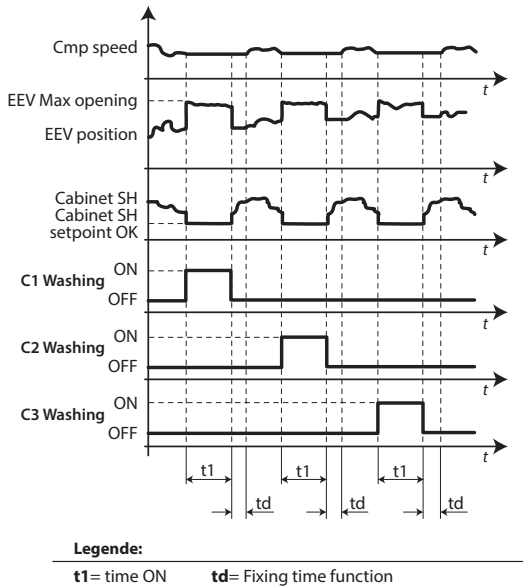 Cmp speed
t
EEV Max opening
EEV position
t
Cabinet SH
Cabinet SH
setpoint OK
t
ON
C1 Washing
OFF
t
ON
C2 Washing
OFF
t
ON
C3 Washing
OFF
t
t1 t1 t1
td td td
Legende:
t1= time ON td= Fixing time function